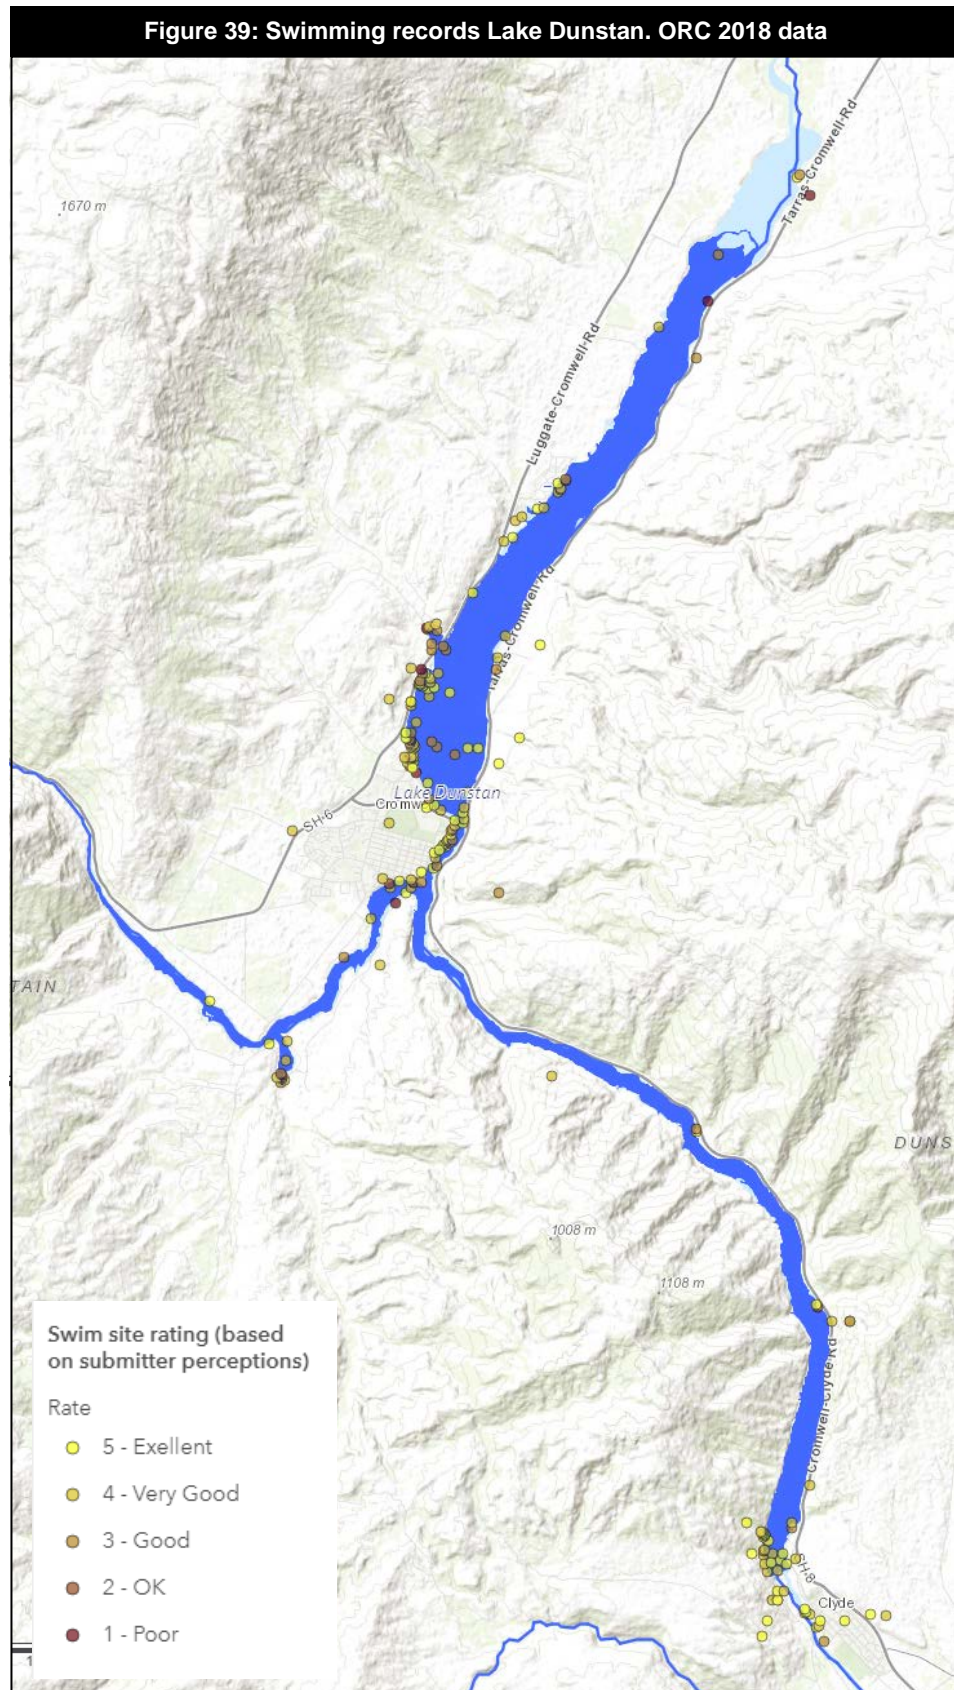 Figure 39: Swimming records Lake Dunstan. ORC 2018 data
1670 m
Tarras-Cromwell-Rd
Luggate-Cromwell-Rd
Tarras-Cromwell-Rd
Lake Dunstan
Cromwe
SH-6
TAIN
DUNS
1008 m
1108 m
Cromwell-Clyde-Rd
SH-8
Clyde
Swim site rating (based
on submitter perceptions)
Rate
5 - Exellent
4 - Very Good
3 - Good
2 - OK
1 - Poor
1